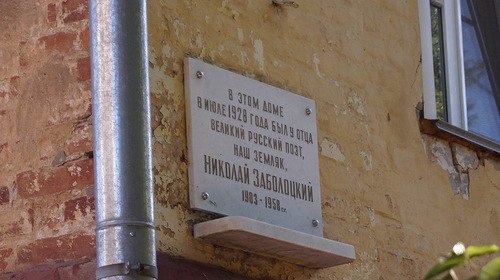 В ЭТОМ ДОМЕ
В ИЮЛЕ 1928 ГОДА БЫЛ У ОТЦА
ВЕЛИКИЙ РУССКИЙ ПОЭТ,
НАШ ЗЕМЛЯК,
НИКОЛАЙ ЗАБОЛОЦКИЙ
1903 - 1958 г.г.